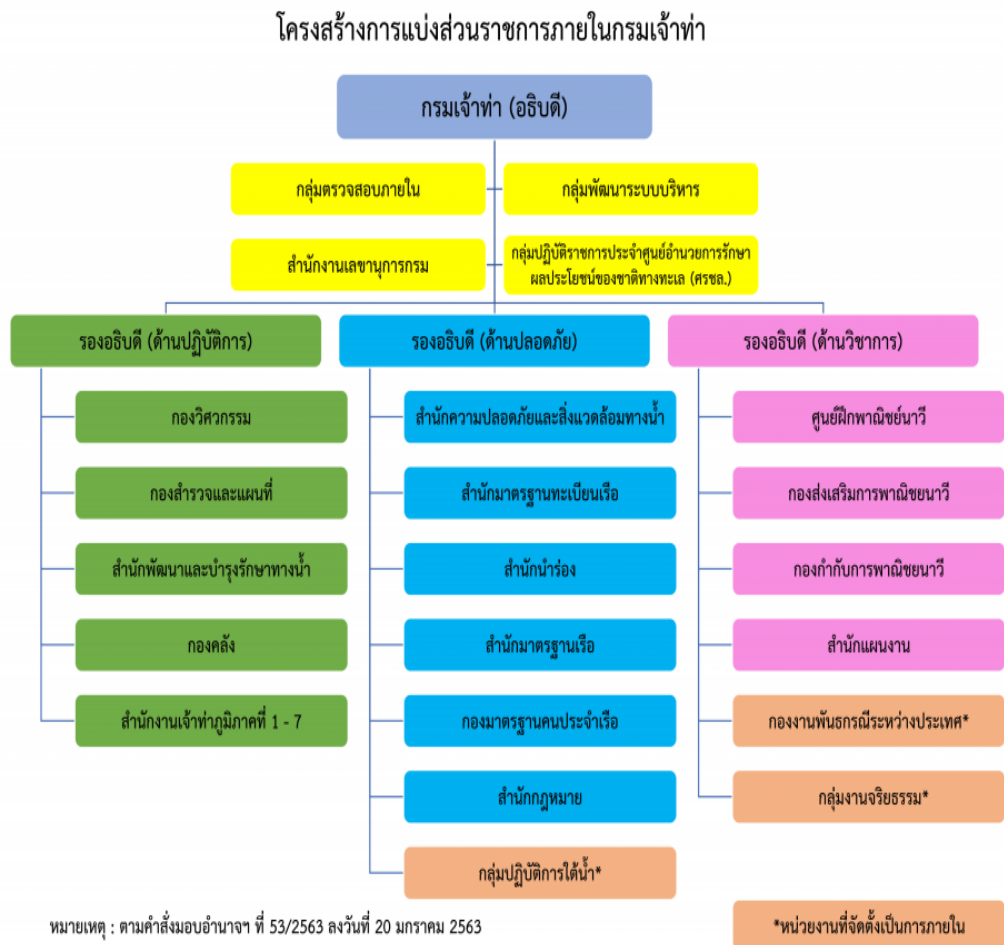 โครงสร้างการแบ่งส่วนราชการภายในกรมเจ้าท่า
กรมเจ้าท่า (อธิบดี)
กลุ่มตรวจสอบภายใน
กลุ่มพัฒนาระบบบริหาร
สำนักงานเลขานุการกรม
กลุ่มปฏิบัติราชการประจำศูนย์อำนวยการรักษา
ผลประโยชน์ของชาติทางทะเล (ศรชล.)
รองอธิบดี (ด้านปฏิบัติการ)
กองวิศวกรรม
กองสำรวจและแผนที่
สำนักพัฒนาและบำรุงรักษาทางน้ำ
กองคลัง
สำนักงานเจ้าท่าภูมิภาคที่ 1 - 7
รองอธิบดี (ด้านปลอดภัย)
สำนักความปลอดภัยและสิ่งแวดล้อมทางน้ำ
สำนักมาตรฐานทะเบียนเรือ
สำนักนำร่อง
สำนักมาตรฐานเรือ
กองมาตรฐานคนประจำเรือ
สำนักกฎหมาย
กลุ่มปฏิบัติการใต้น้ำ*
รองอธิบดี (ด้านวิชาการ)
ศูนย์ฝึกพาณิชย์นาวี
กองส่งเสริมการพาณิชยนาวี
กองกำกับการพาณิชยนาวี
สำนักแผนงาน
กองงานพันธกรณีระหว่างประเทศ*
กลุ่มงานจริยธรรม*
หมายเหตุ : ตามคำสั่งมอบอำนาจฯ ที่ 53/2563 ลงวันที่ 20 มกราคม 2563
*หน่วยงานที่จัดตั้งเป็นการภายใน